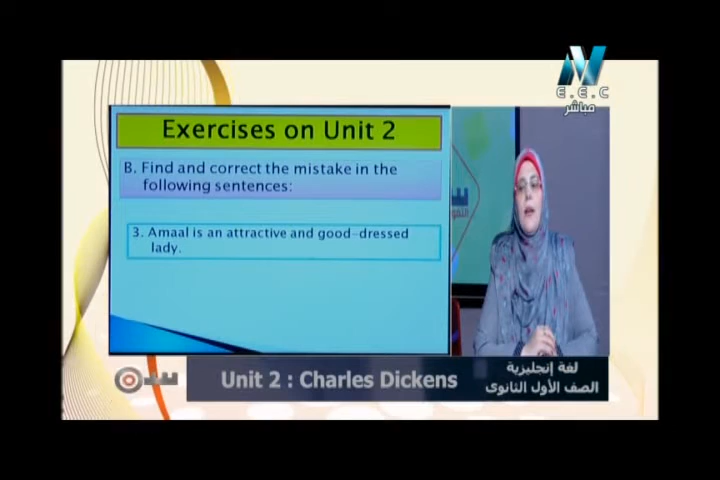 E.E.C
مباشر
Exercises on Unit 2
B. Find and correct the mistake in the
following sentences:
3. Amaal is an attractive and good-dressed
lady.
Unit 2 : Charles Dickens
لغة إنجليزية
الصف الأول الثانوى